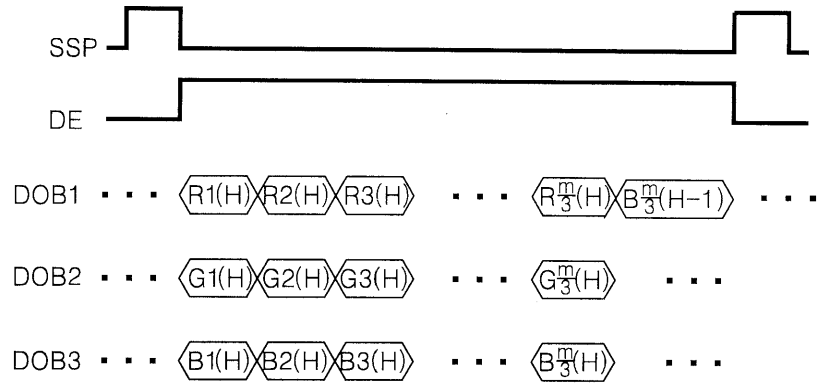 SSP
DE
DOB1 · · · R1(H) R2(H) R3(H) · · · Rm/3(H) Bm/3(H-1) · · ·
DOB2 · · · G1(H) G2(H) G3(H) · · · Gm/3(H) · · ·
DOB3 · · · B1(H) B2(H) B3(H) · · · Bm/3(H) · · ·